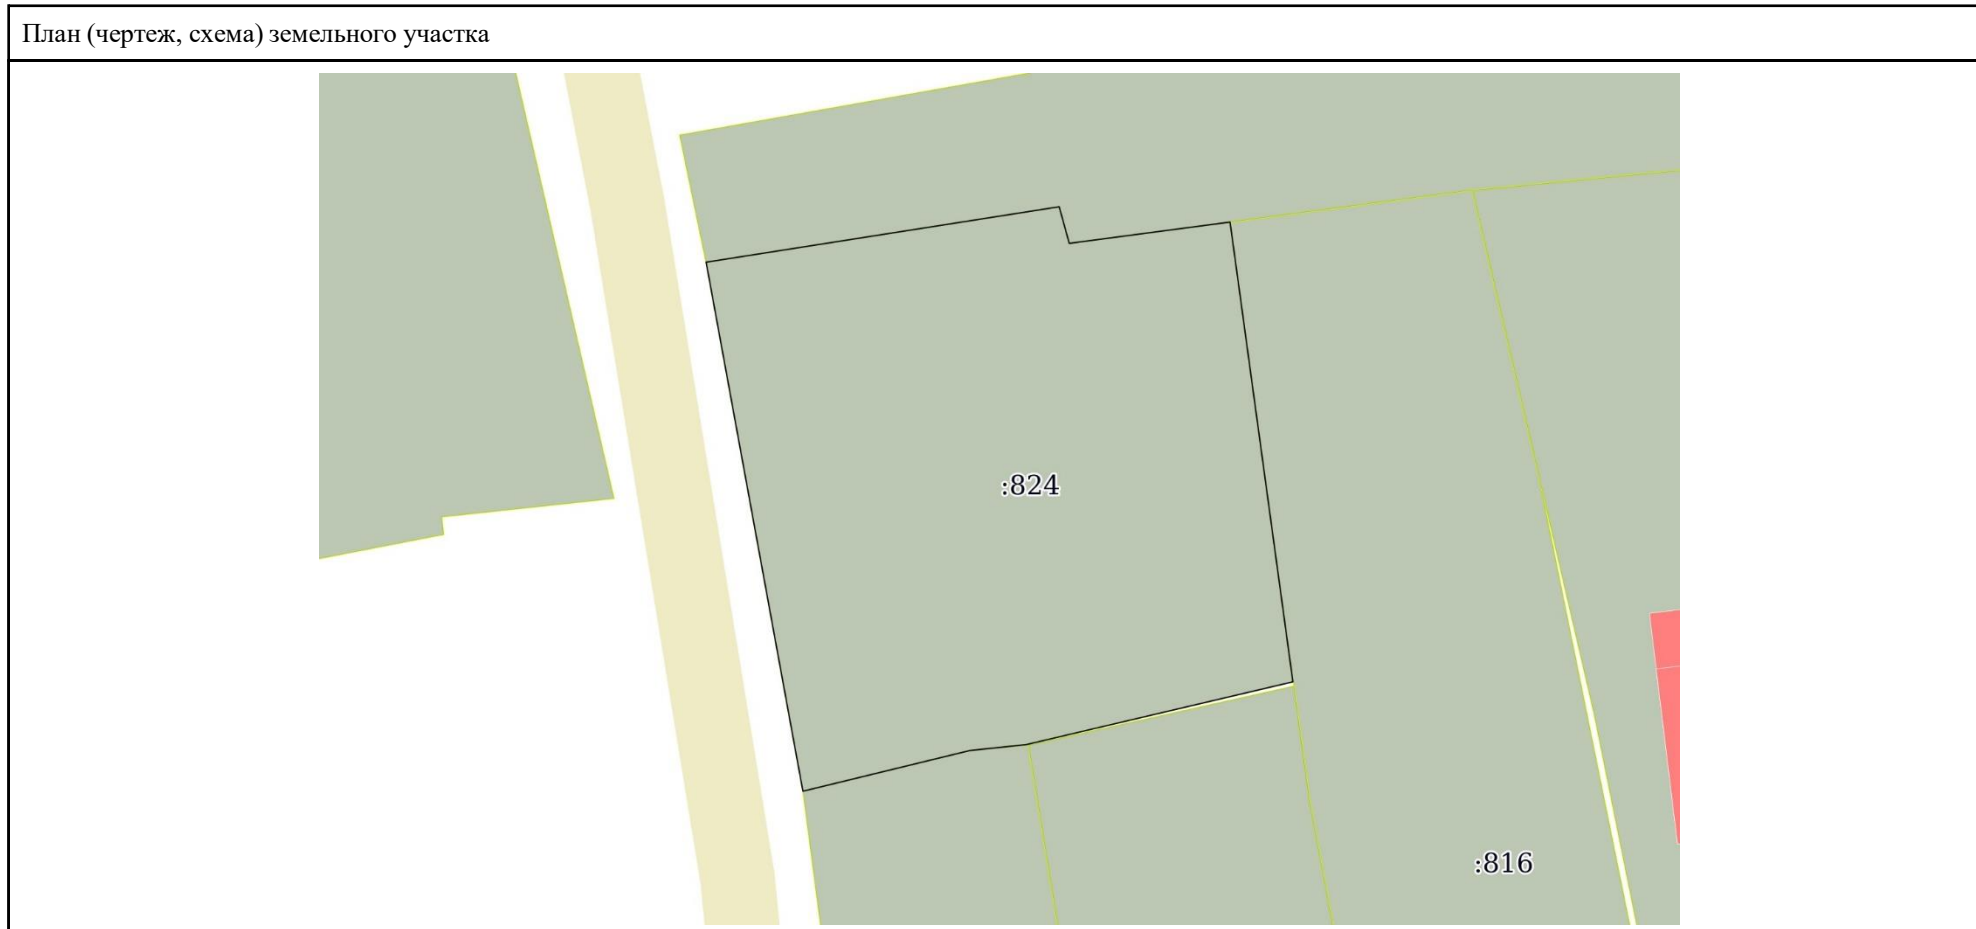 План (чертеж, схема) земельного участка
:824
:816